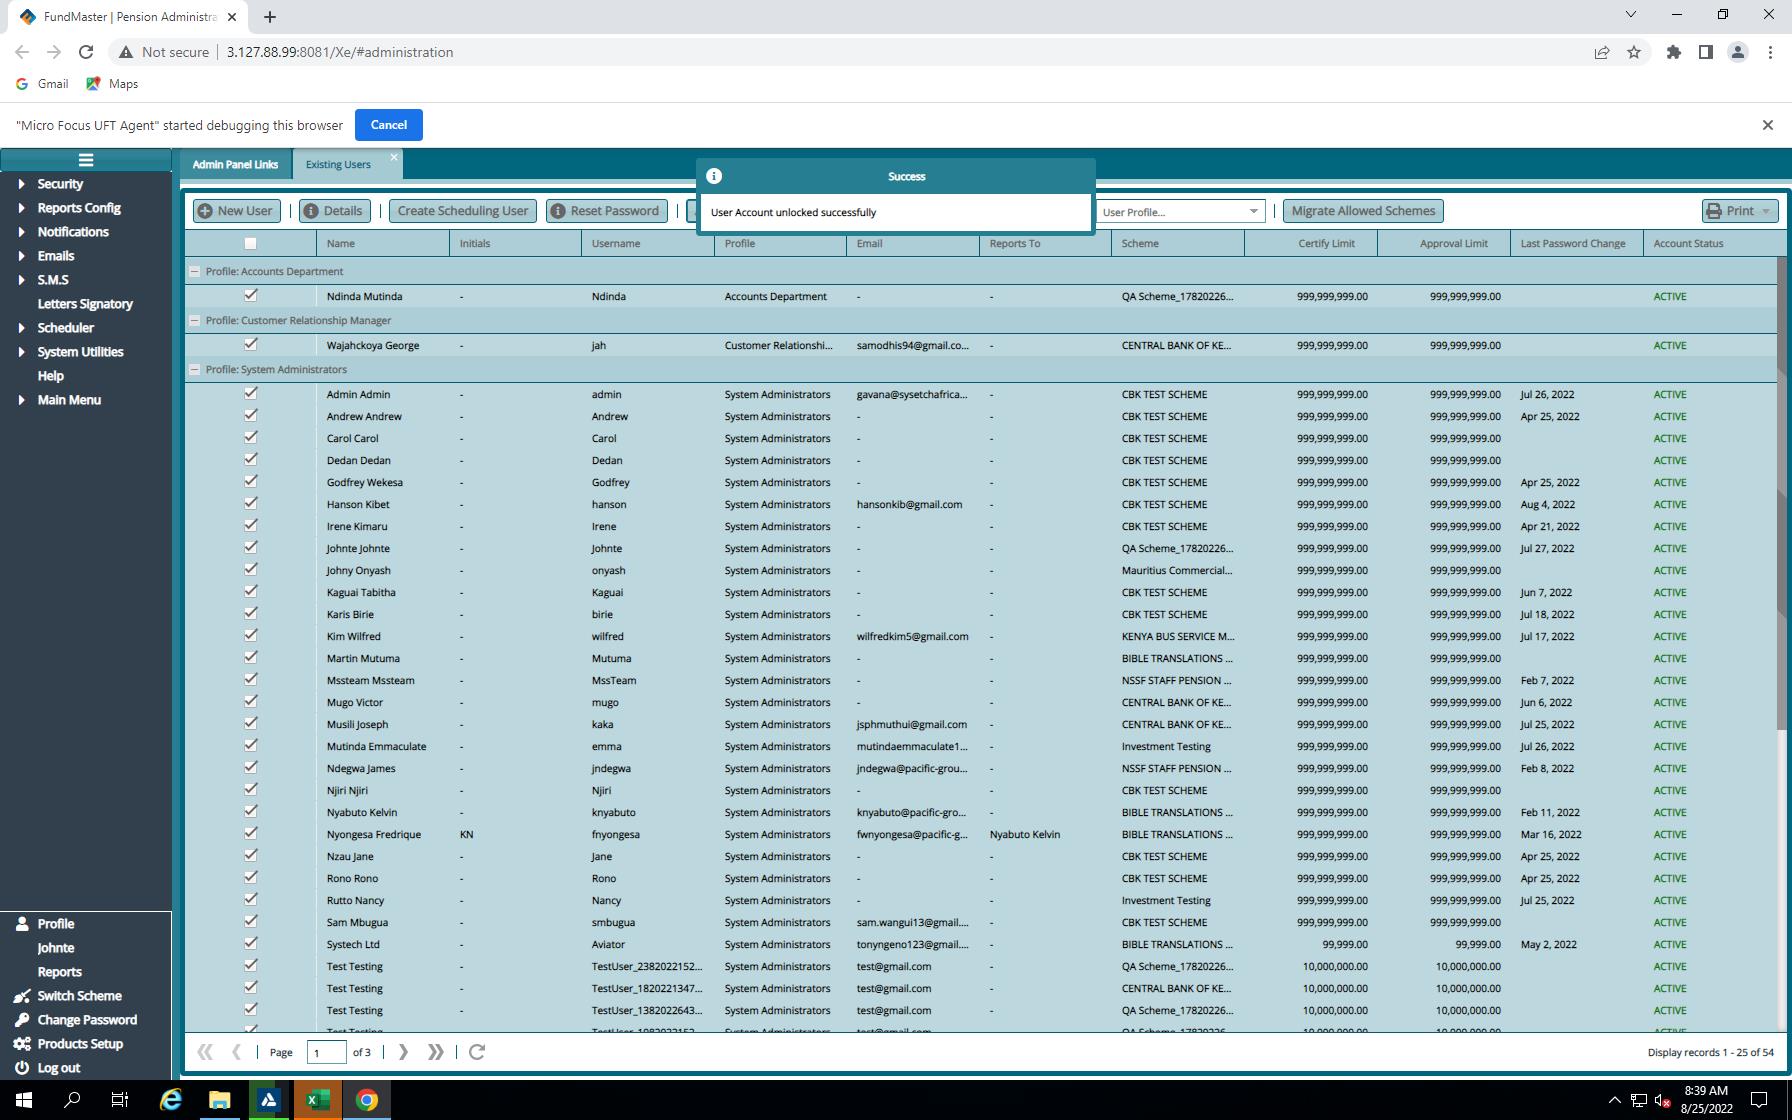 FundMaster | Pension Administra
Not secure
3.127.88.99:8081/Xe/#administration
Gmail
Maps
"Micro Focus UFT Agent" started debugging this browser
Cancel
Security
Reports Config
Notifications
Emails
S.M.S
Letters Signatory
Scheduler
System Utilities
Help
Main Menu
Profile
Johnte
Reports
Switch Scheme
Change Password
Products Setup
Log out
Admin Panel Links
Existing Users
Success
User Account unlocked successfully
New User
Details
Create Scheduling User
Reset Password
User Profile...
Migrate Allowed Schemes
Print
Name Initials Username Profile Email Reports To Scheme Certify Limit Approval Limit Last Password Change Account Status
Profile: Accounts Department
Ndinda Mutinda - Ndinda Accounts Department - - QA Scheme_17820226... 999,999,999.00 999,999,999.00 ACTIVE
Profile: Customer Relationship Manager
Wajahckoya George - jah Customer Relationshi... samodhis94@gmail.co... - CENTRAL BANK OF KE... 999,999,999.00 999,999,999.00 ACTIVE
Profile: System Administrators
Admin Admin - admin System Administrators gavana@sysetchafrica... - CBK TEST SCHEME 999,999,999.00 999,999,999.00 Jul 26, 2022 ACTIVE
Andrew Andrew - Andrew System Administrators - - CBK TEST SCHEME 999,999,999.00 999,999,999.00 Apr 25, 2022 ACTIVE
Carol Carol - Carol System Administrators - - CBK TEST SCHEME 999,999,999.00 999,999,999.00 ACTIVE
Dedan Dedan - Dedan System Administrators - - CBK TEST SCHEME 999,999,999.00 999,999,999.00 ACTIVE
Godfrey Wekesa - Godfrey System Administrators - - CBK TEST SCHEME 999,999,999.00 999,999,999.00 Apr 25, 2022 ACTIVE
Hanson Kibet - hanson System Administrators hansonkib@gmail.com - CBK TEST SCHEME 999,999,999.00 999,999,999.00 Aug 4, 2022 ACTIVE
Irene Kimaru - Irene System Administrators - - CBK TEST SCHEME 999,999,999.00 999,999,999.00 Apr 21, 2022 ACTIVE
Johnte Johnte - Johnte System Administrators - - QA Scheme_17820226... 999,999,999.00 999,999,999.00 Jul 27, 2022 ACTIVE
Johny Onyash - onyash System Administrators - - Mauritius Commercial... 999,999,999.00 999,999,999.00 ACTIVE
Kaguai Tabitha - Kaguai System Administrators - - CBK TEST SCHEME 999,999,999.00 999,999,999.00 Jun 7, 2022 ACTIVE
Karis Birie - birie System Administrators - - CBK TEST SCHEME 999,999,999.00 999,999,999.00 Jul 18, 2022 ACTIVE
Kim Wilfred - wilfred System Administrators wilfredkim5@gmail.com - KENYA BUS SERVICE M... 999,999,999.00 999,999,999.00 Jul 17, 2022 ACTIVE
Martin Mutuma - Mutuma System Administrators - - BIBLE TRANSLATIONS ... 999,999,999.00 999,999,999.00 ACTIVE
Mssteam Mssteam - MssTeam System Administrators - - NSSF STAFF PENSION ... 999,999,999.00 999,999,999.00 Feb 7, 2022 ACTIVE
Mugo Victor - mugo System Administrators - - CENTRAL BANK OF KE... 999,999,999.00 999,999,999.00 Jun 6, 2022 ACTIVE
Musili Joseph - kaka System Administrators jsphmuthui@gmail.com - CENTRAL BANK OF KE... 999,999,999.00 999,999,999.00 Jul 25, 2022 ACTIVE
Mutinda Emmaculate - emma System Administrators mutindaemmaculate1... - Investment Testing 999,999,999.00 999,999,999.00 Jul 26, 2022 ACTIVE
Ndegwa James - jndegwa System Administrators jndegwa@pacific-grou... - NSSF STAFF PENSION ... 999,999,999.00 999,999,999.00 Feb 8, 2022 ACTIVE
Njiri Njiri - Njiri System Administrators - - CBK TEST SCHEME 999,999,999.00 999,999,999.00 ACTIVE
Nyabuto Kelvin - knyabuto System Administrators knyabuto@pacific-gro... - BIBLE TRANSLATIONS ... 999,999,999.00 999,999,999.00 Feb 11, 2022 ACTIVE
Nyongesa Fredrique KN fnyongesa System Administrators fwnyongesa@pacific-g... Nyabuto Kelvin BIBLE TRANSLATIONS ... 999,999,999.00 999,999,999.00 Mar 16, 2022 ACTIVE
Nzau Jane - Jane System Administrators - - CBK TEST SCHEME 999,999,999.00 999,999,999.00 Apr 25, 2022 ACTIVE
Rono Rono - Rono System Administrators - - CBK TEST SCHEME 999,999,999.00 999,999,999.00 Apr 25, 2022 ACTIVE
Rutto Nancy - Nancy System Administrators - - Investment Testing 999,999,999.00 999,999,999.00 Jul 25, 2022 ACTIVE
Sam Mbugua - smbugua System Administrators sam.wangui13@gmail.... - CBK TEST SCHEME 999,999,999.00 999,999,999.00 ACTIVE
Systech Ltd - Aviator System Administrators tonyngeno123@gmail.... - BIBLE TRANSLATIONS ... 99,999.00 99,999.00 May 2, 2022 ACTIVE
Test Testing - TestUser_2382022152... System Administrators test@gmail.com - QA Scheme_17820226... 10,000,000.00 10,000,000.00 ACTIVE
Test Testing - TestUser_1820221347... System Administrators test@gmail.com - CENTRAL BANK OF KE... 10,000,000.00 10,000,000.00 ACTIVE
Test Testing - TestUser_1382022643... System Administrators test@gmail.com - QA Scheme_17820226... 10,000,000.00 10,000,000.00 ACTIVE
Page 1 of 3
Display records 1 - 25 of 54
8:39 AM
8/25/2022